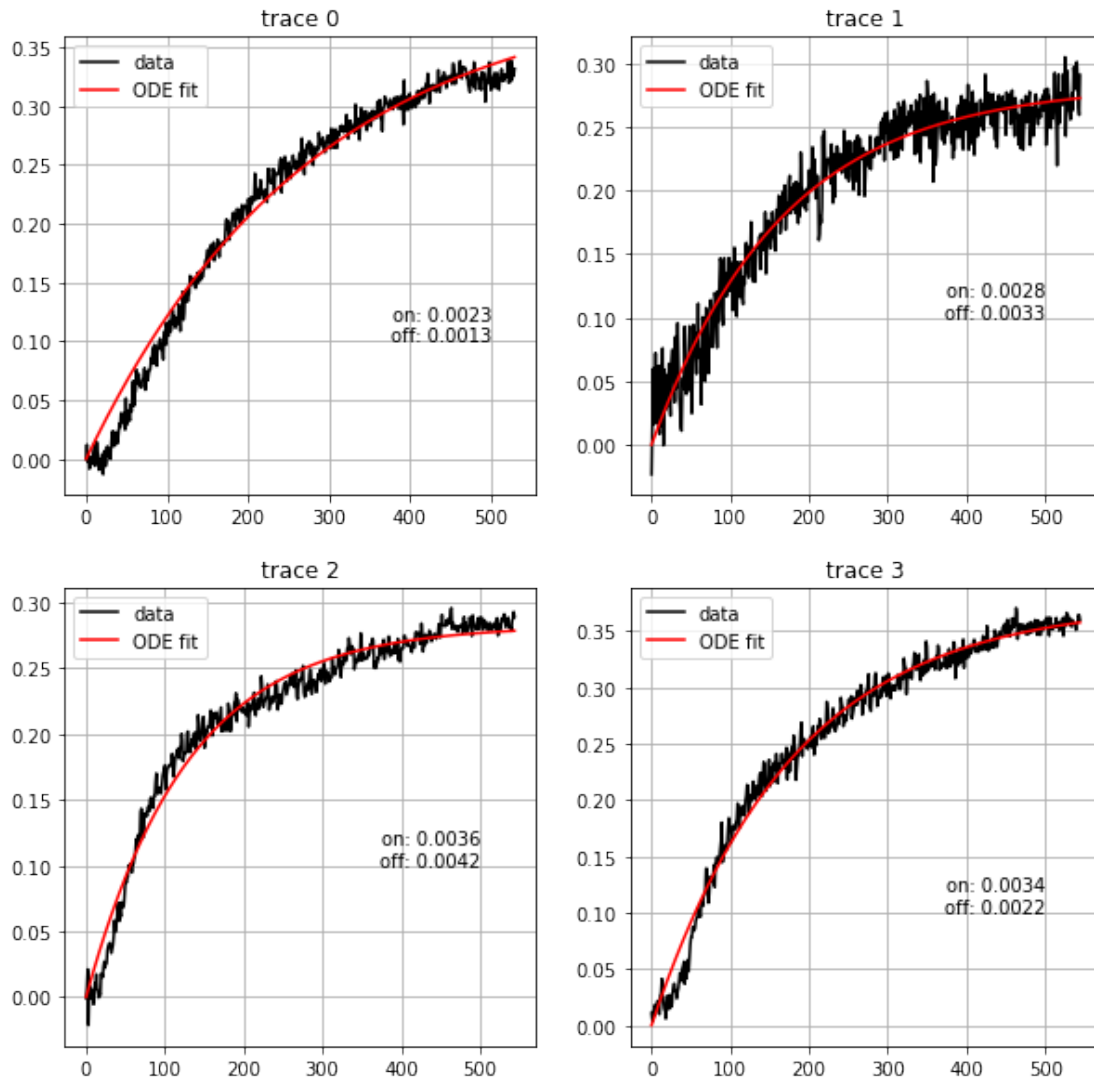 trace 0
0.35
0.30
0.25
0.20
0.15
0.10
0.05
0.00
data
ODE fit
on: 0.0023
off: 0.0013
0 100 200 300 400 500
trace 1
0.30
0.25
0.20
0.15
0.10
0.05
0.00
data
ODE fit
on: 0.0028
off: 0.0033
0 100 200 300 400 500
trace 2
0.30
0.25
0.20
0.15
0.10
0.05
0.00
data
ODE fit
on: 0.0036
off: 0.0042
0 100 200 300 400 500
trace 3
0.35
0.30
0.25
0.20
0.15
0.10
0.05
0.00
data
ODE fit
on: 0.0034
off: 0.0022
0 100 200 300 400 500